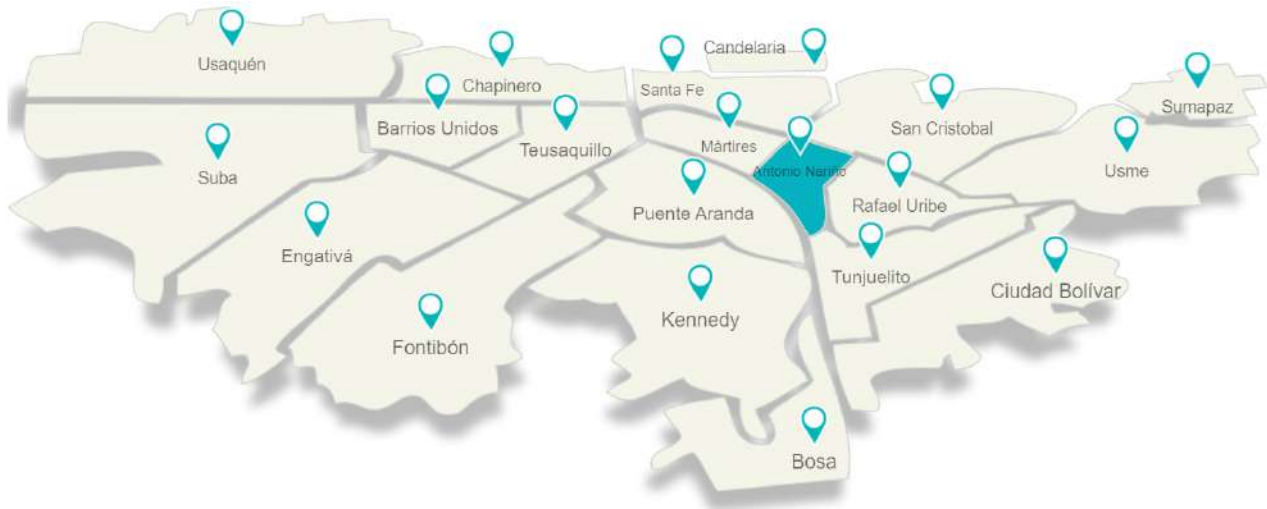 Candelaria
Usaquén
Chapinero
Santa Fe
Sumapaz
Barrios Unidos
San Cristobal
Mártires
Teusaquillo
Antonio Nariño
Usme
Suba
Rafael Uribe
Puente Aranda
Engativá
Tunjuelito
Ciudad Bolívar
Kennedy
Fontibón
Bosa